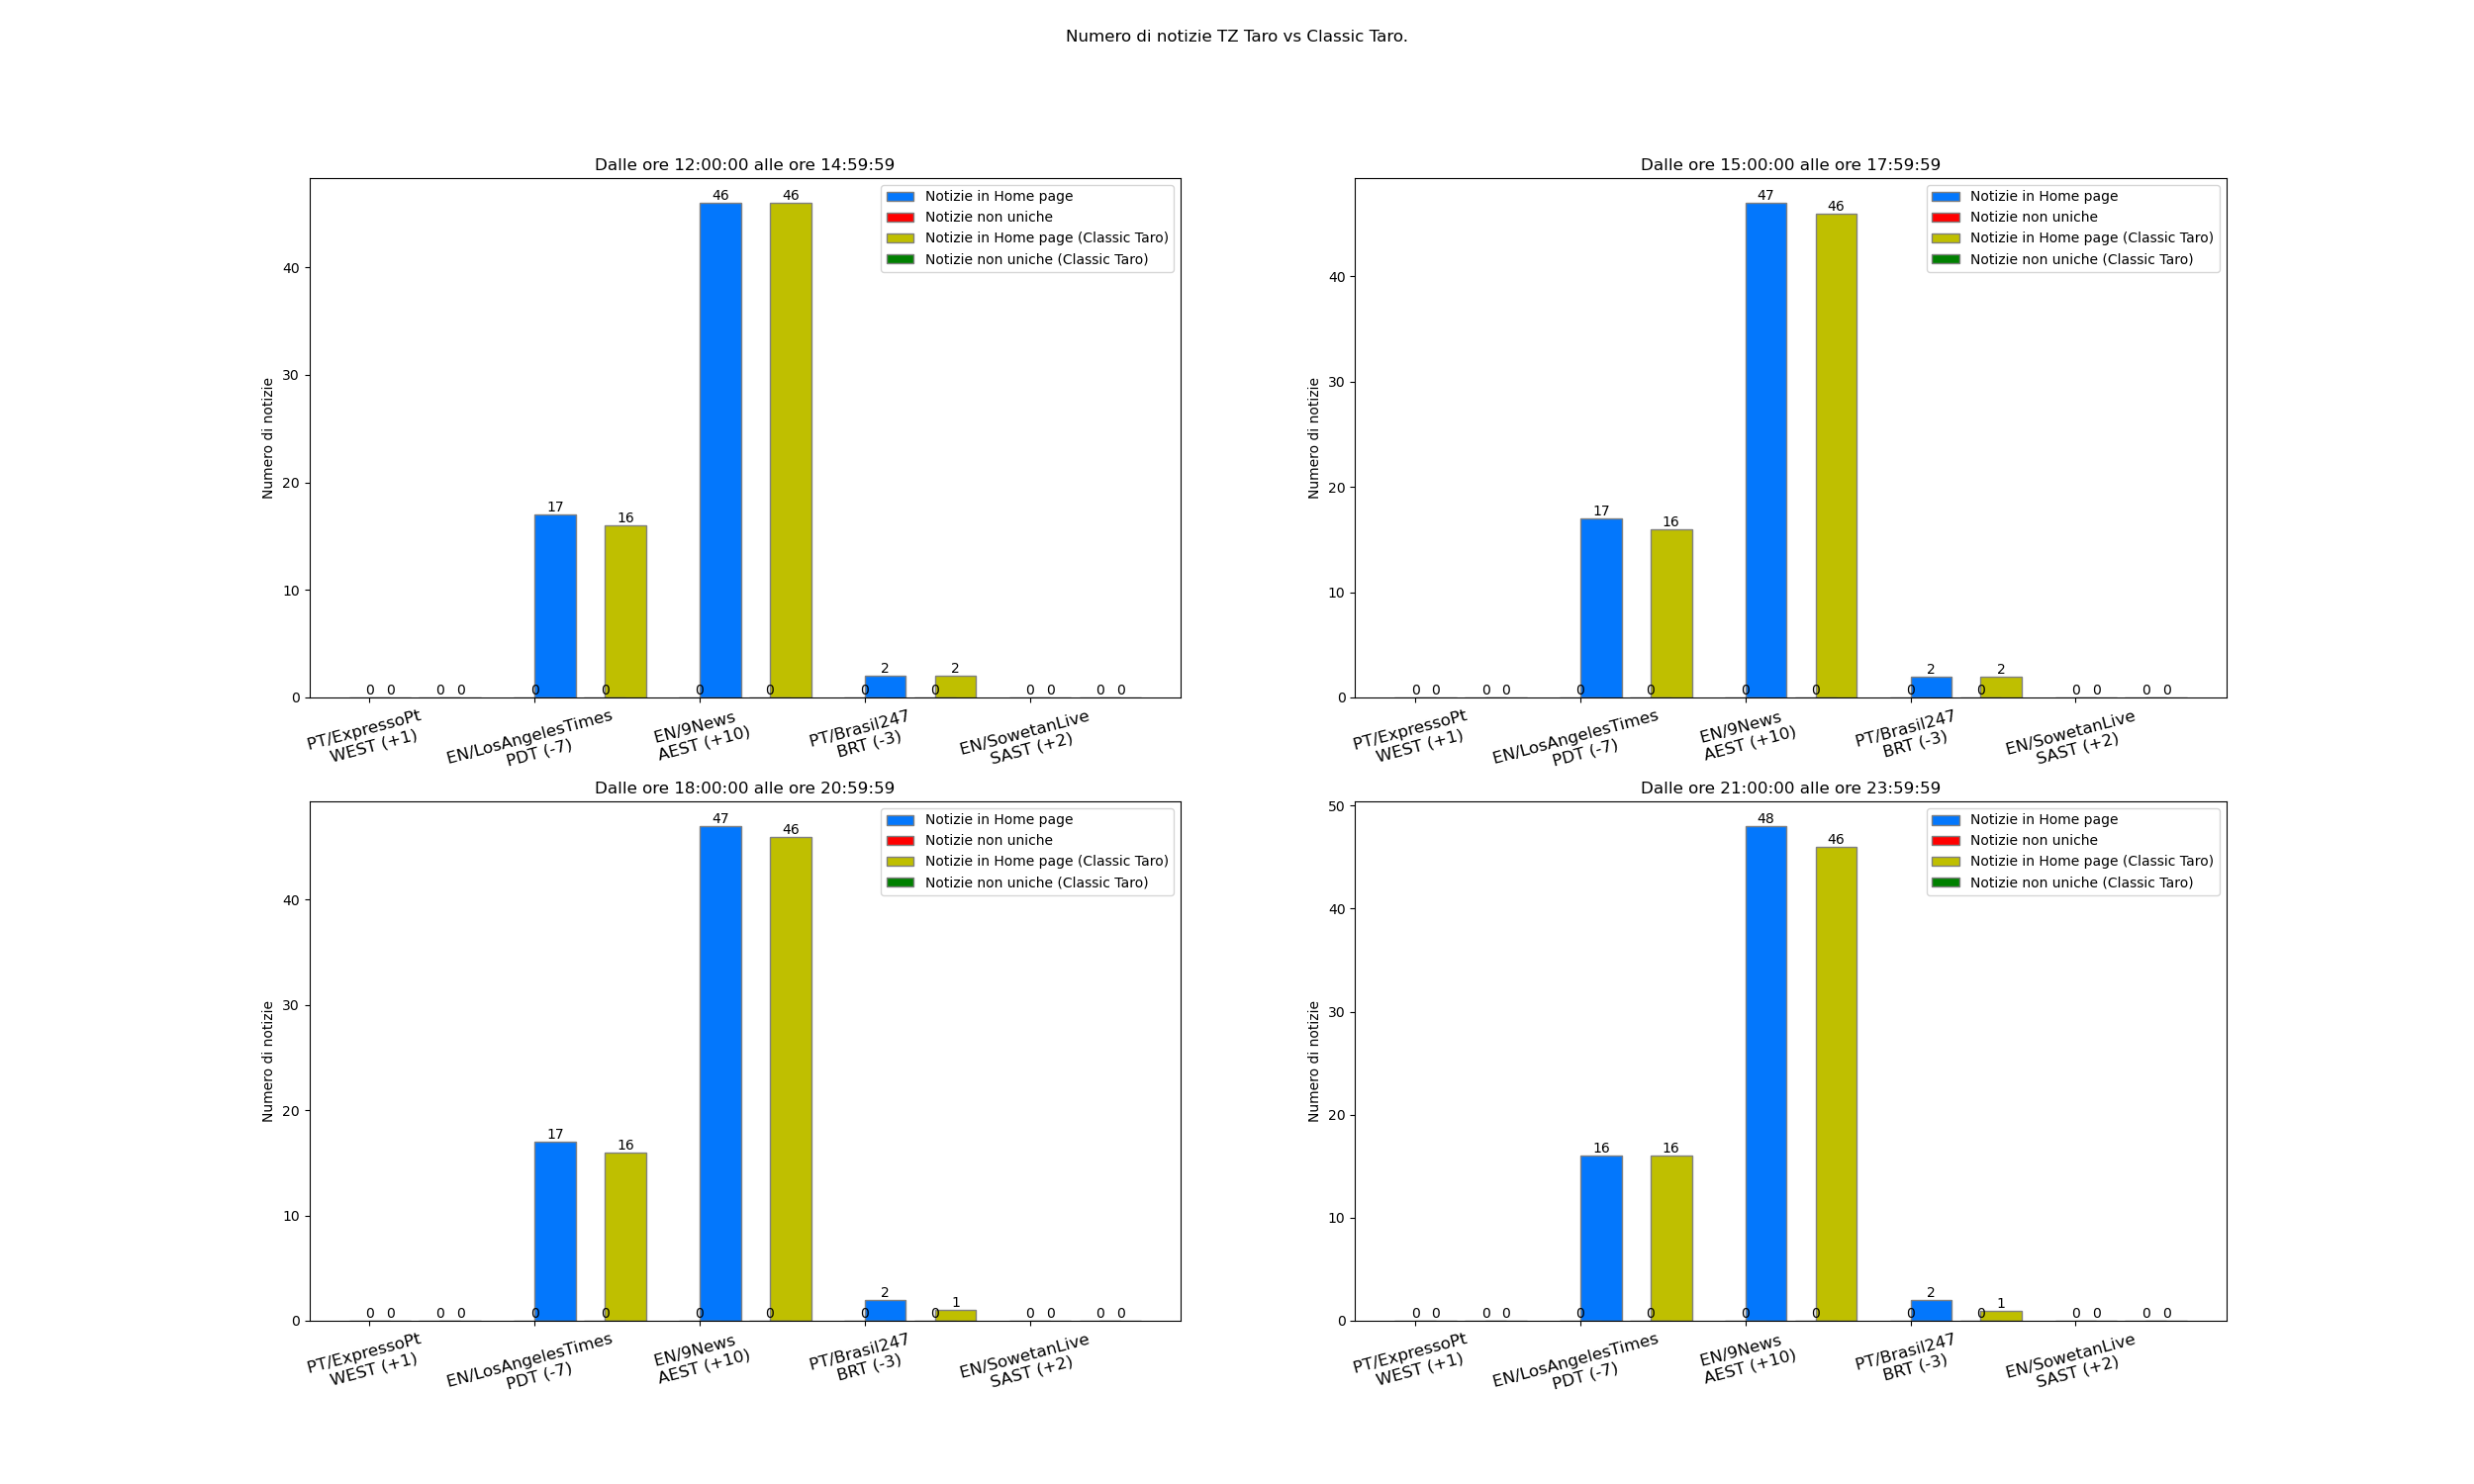 Numero di notizie TZ Taro vs Classic Taro.
Dalle ore 12:00:00 alle ore 14:59:59
Numero di notizie
40
30
20
10
0
Notizie in Home page
Notizie non uniche
Notizie in Home page (Classic Taro)
Notizie non uniche (Classic Taro)
46 46
17 16
2 2
0 0 0 0 0 0 0 0 0 0 0 0 0 0
PT/ExpressoPt
WEST (+1)
EN/LosAngelesTimes
PDT (-7)
EN/9News
AEST (+10)
PT/Brasil247
BRT (-3)
EN/SowetanLive
SAST (+2)
Dalle ore 15:00:00 alle ore 17:59:59
Numero di notizie
40
30
20
10
0
Notizie in Home page
Notizie non uniche
Notizie in Home page (Classic Taro)
Notizie non uniche (Classic Taro)
47 46
17 16
2 2
0 0 0 0 0 0 0 0 0 0 0 0 0 0
PT/ExpressoPt
WEST (+1)
EN/LosAngelesTimes
PDT (-7)
EN/9News
AEST (+10)
PT/Brasil247
BRT (-3)
EN/SowetanLive
SAST (+2)
Dalle ore 18:00:00 alle ore 20:59:59
Numero di notizie
40
30
20
10
0
Notizie in Home page
Notizie non uniche
Notizie in Home page (Classic Taro)
Notizie non uniche (Classic Taro)
47 46
17 16
2 1
0 0 0 0 0 0 0 0 0 0 0 0 0 0
PT/ExpressoPt
WEST (+1)
EN/LosAngelesTimes
PDT (-7)
EN/9News
AEST (+10)
PT/Brasil247
BRT (-3)
EN/SowetanLive
SAST (+2)
Dalle ore 21:00:00 alle ore 23:59:59
Numero di notizie
50
40
30
20
10
0
Notizie in Home page
Notizie non uniche
Notizie in Home page (Classic Taro)
Notizie non uniche (Classic Taro)
48 46
16 16
2 1
0 0 0 0 0 0 0 0 0 0 0 0 0 0
PT/ExpressoPt
WEST (+1)
EN/LosAngelesTimes
PDT (-7)
EN/9News
AEST (+10)
PT/Brasil247
BRT (-3)
EN/SowetanLive
SAST (+2)